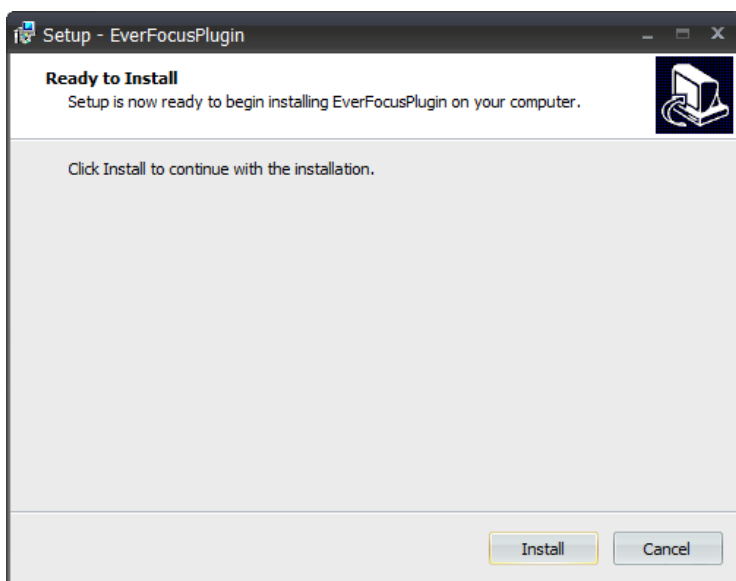 Setup - EverFocusPlugin
Ready to Install
Setup is now ready to begin installing EverFocusPlugin on your computer.
Click Install to continue with the installation.
Install
Cancel